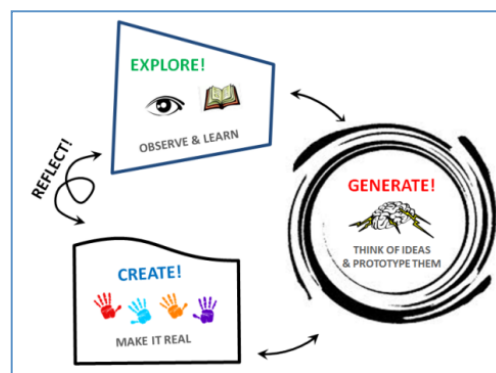 EXPLORE!
OBSERVE & LEARN
REFLECT!
GENERATE!
THINK OF IDEAS
& PROTOTYPE THEM
CREATE!
MAKE IT REAL